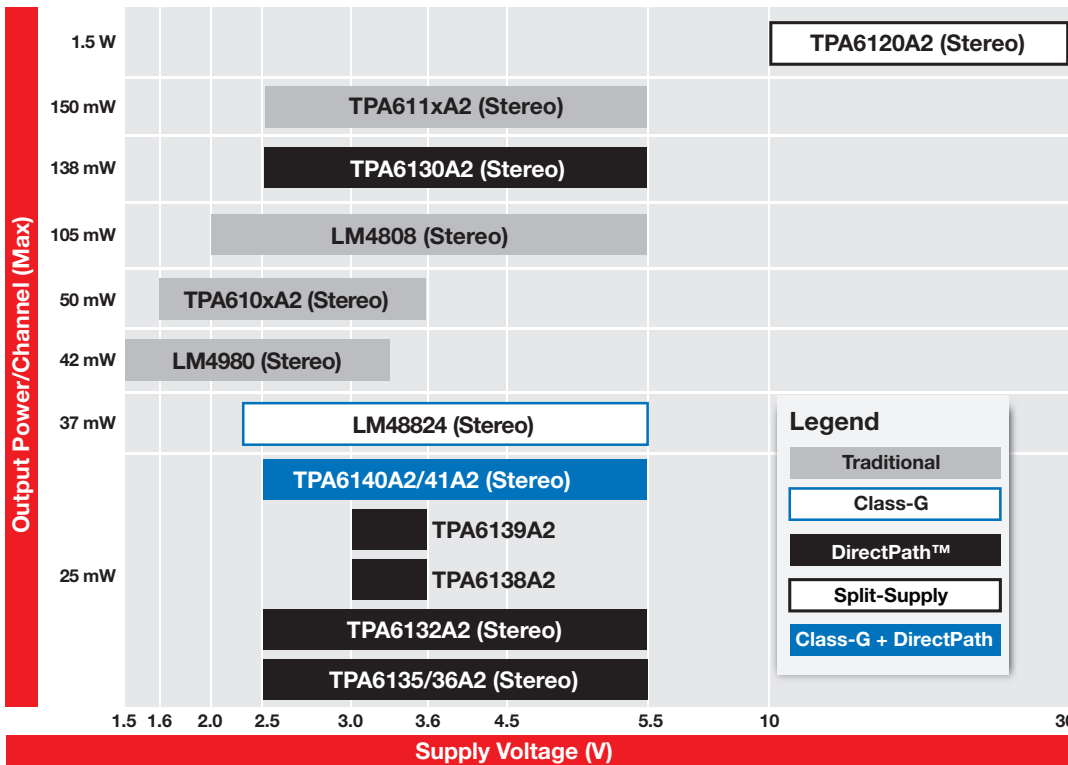 Output Power/Channel (Max)
1.5 W
TPA6120A2 (Stereo)
150 mW
TPA611xA2 (Stereo)
138 mW
TPA6130A2 (Stereo)
105 mW
LM4808 (Stereo)
50 mW
TPA610xA2 (Stereo)
42 mW
LM4980 (Stereo)
37 mW
LM48824 (Stereo)
25 mW
TPA6140A2/41A2 (Stereo)
TPA6139A2
TPA6138A2
TPA6132A2 (Stereo)
TPA6135/36A2 (Stereo)
Legend
Traditional
Class-G
DirectPath™
Split-Supply
Class-G + DirectPath
1.5 1.6 2.0 2.5 3.0 3.6 4.5 5.5 10
Supply Voltage (V)